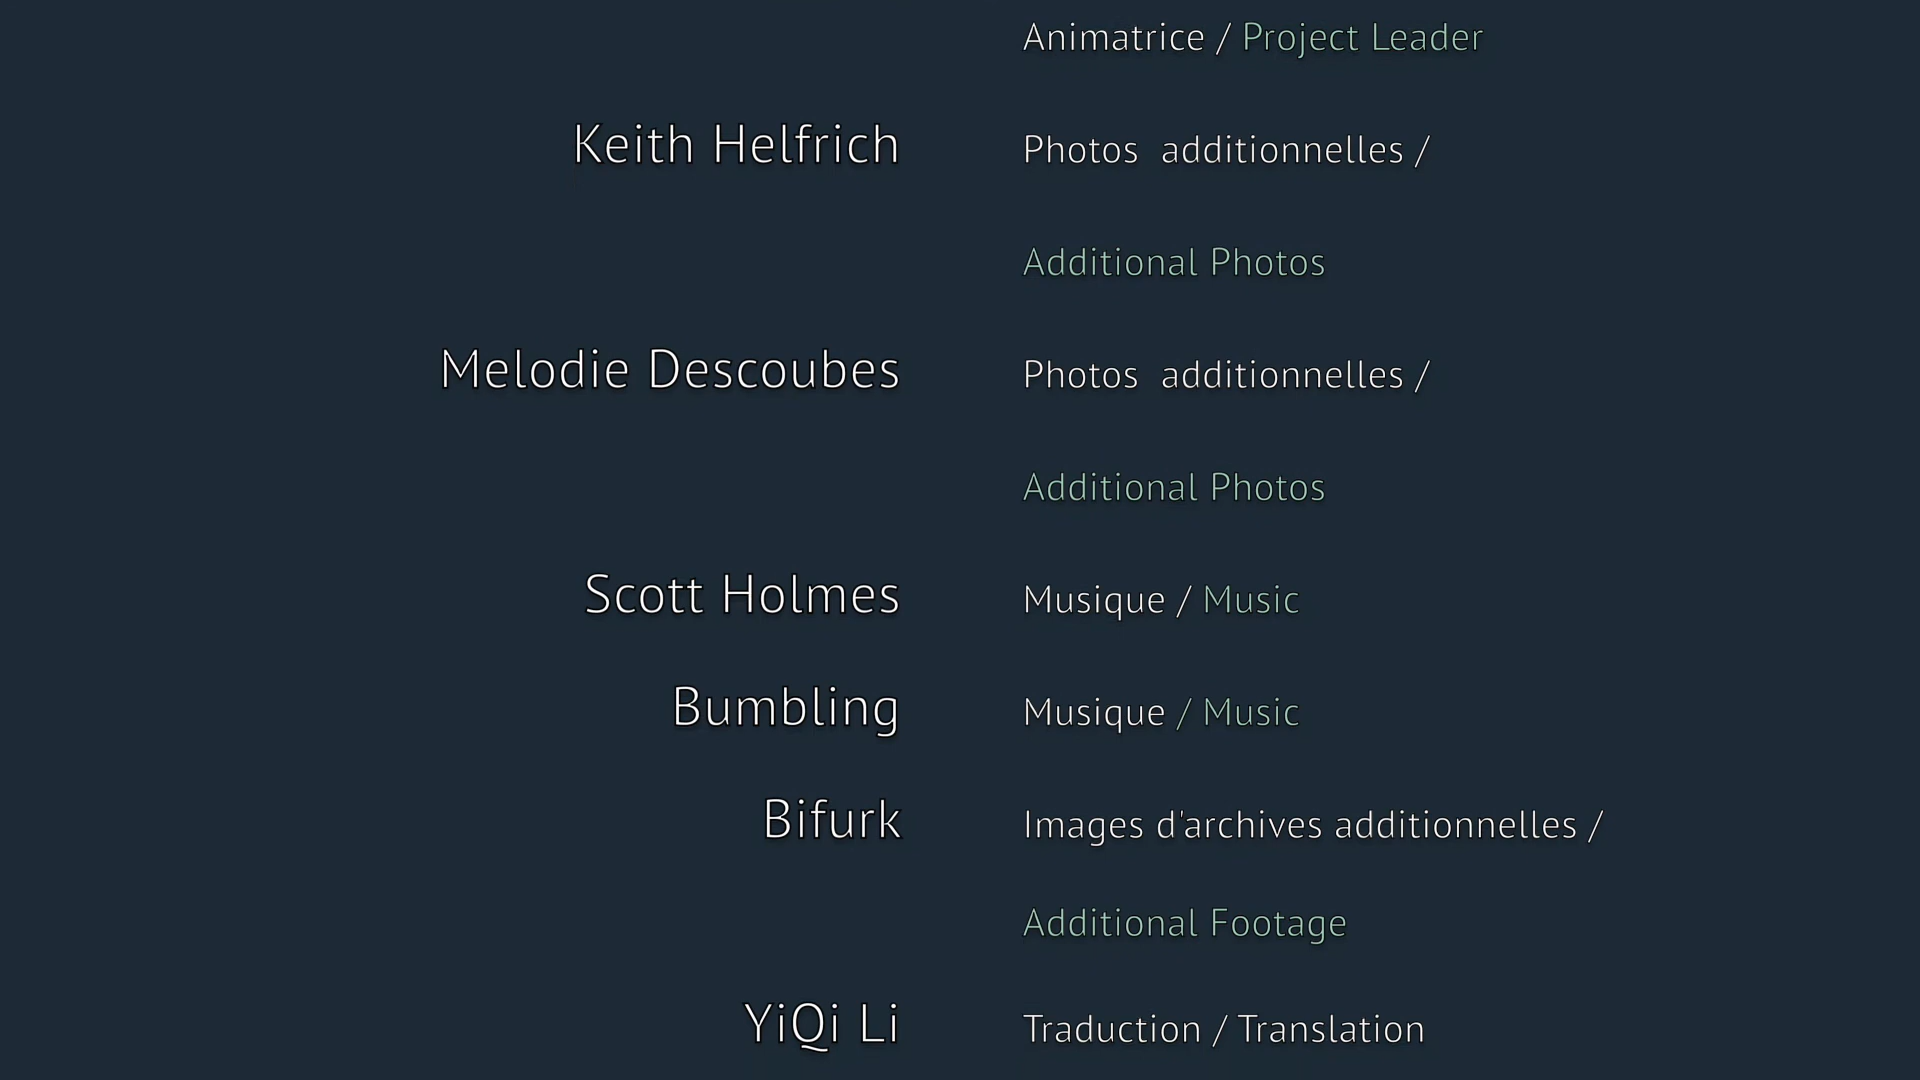 Animatrice / Project Leader
Keith Helfrich Photos additionnelles /
Additional Photos
Melodie Descoubes Photos additionnelles /
Additional Photos
Scott Holmes Musique / Music
Bumbling Musique / Music
Bifurk Images d'archives additionnelles /
Additional Footage
YiQi Li Traduction / Translation